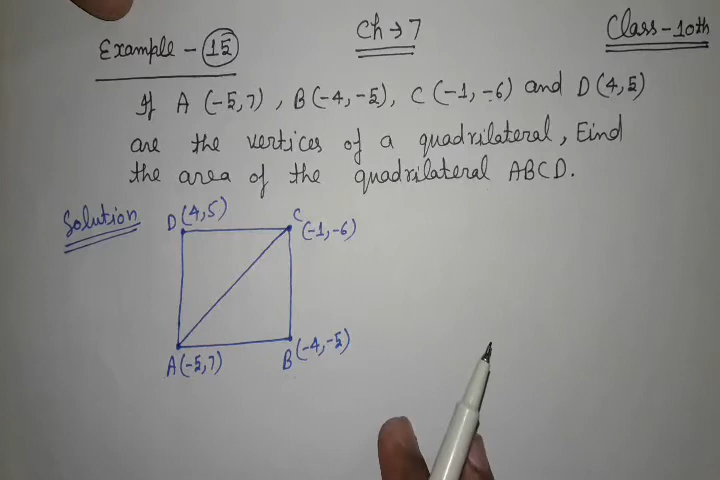 Example - 15
Ch → 7
Class - 10th
If A (-5,7), B(-4,-5), C (-1,-6) and D(4,5)
are the vertices of a quadrilateral, Find
the area of the quadrilateral ABCD.
Solution
D(4,5)
C
(-1,-6)
A(-5,7)
B(-4,-5)